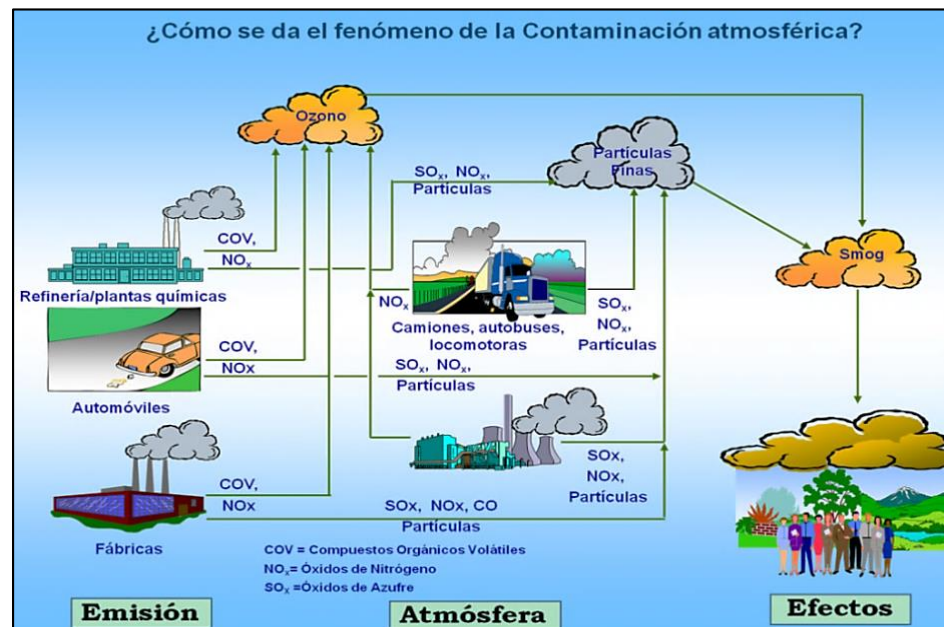 ¿Cómo se da el fenómeno de la Contaminación atmosférica?
Ozono
Partículas
Finas
SOx, NOx,
Partículas
Smog
COV,
NOx
Refinería/plantas químicas
NOx
SOx,
NOx,
Partículas
Camiones, autobuses,
locomotoras
COV,
NOx
SOx, NOx,
Partículas
Automóviles
SOx,
NOx,
Partículas
COV,
NOx
SOx, NOx, CO
Partículas
Fábricas
COV = Compuestos Orgánicos Volátiles
NOx= Óxidos de Nitrógeno
SOx =Óxidos de Azufre
Emisión
Atmósfera
Efectos